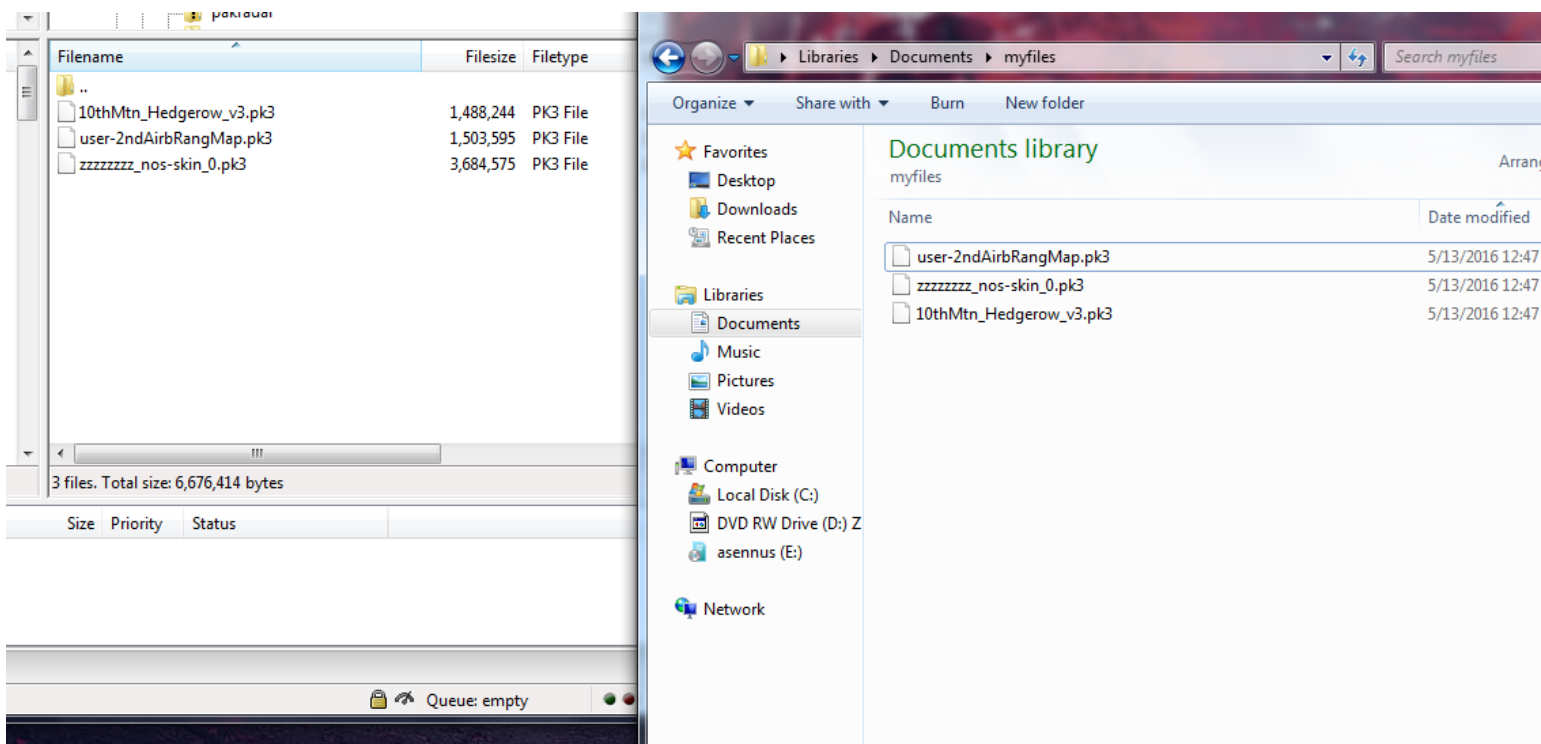 pakradar
Filename Filesize Filetype
..
10thMtn_Hedgerow_v3.pk3 1,488,244 PK3 File
user-2ndAirbRangMap.pk3 1,503,595 PK3 File
zzzzzzzz_nos-skin_0.pk3 3,684,575 PK3 File
3 files. Total size: 6,676,414 bytes
Size Priority Status
Queue: empty
Libraries Documents myfiles Search myfiles
Organize Share with Burn New folder
Favorites
Desktop
Downloads
Recent Places
Libraries
Documents
Music
Pictures
Videos
Computer
Local Disk (C:)
DVD RW Drive (D:) Z
asennus (E:)
Network
Documents library
myfiles
Arran
Name Date modified
user-2ndAirbRangMap.pk3 5/13/2016 12:47
zzzzzzzz_nos-skin_0.pk3 5/13/2016 12:47
10thMtn_Hedgerow_v3.pk3 5/13/2016 12:47